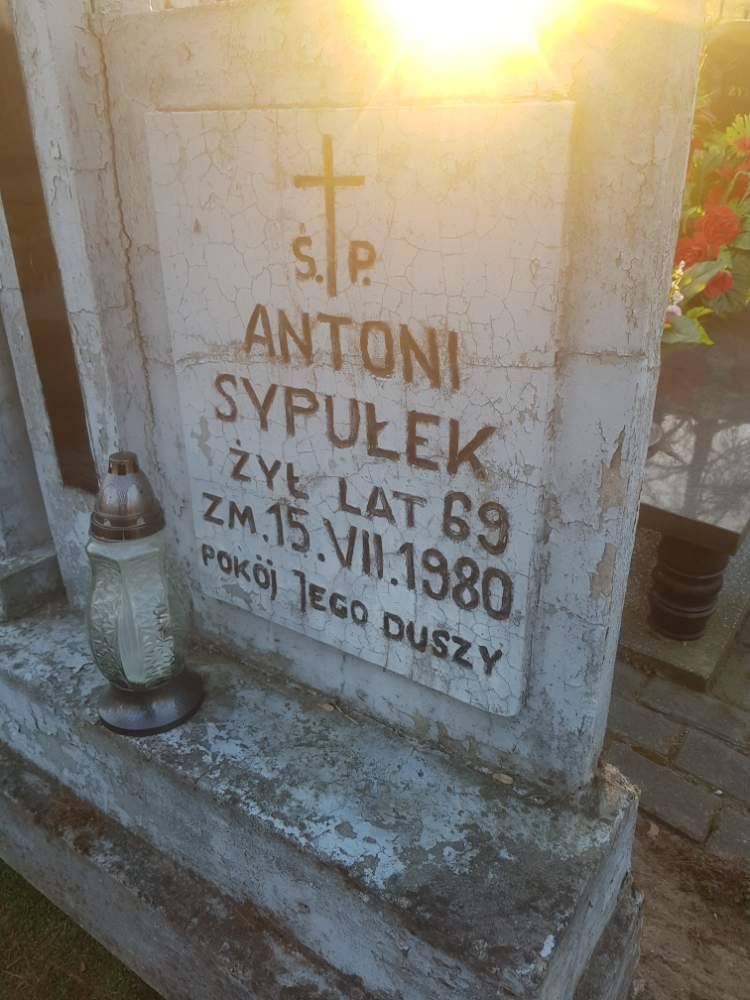 Ś. P.
ANTONI
SYPUŁEK
ŻYŁ LAT 69
ZM. 15. VII. 1980
POKÓJ JEGO DUSZY